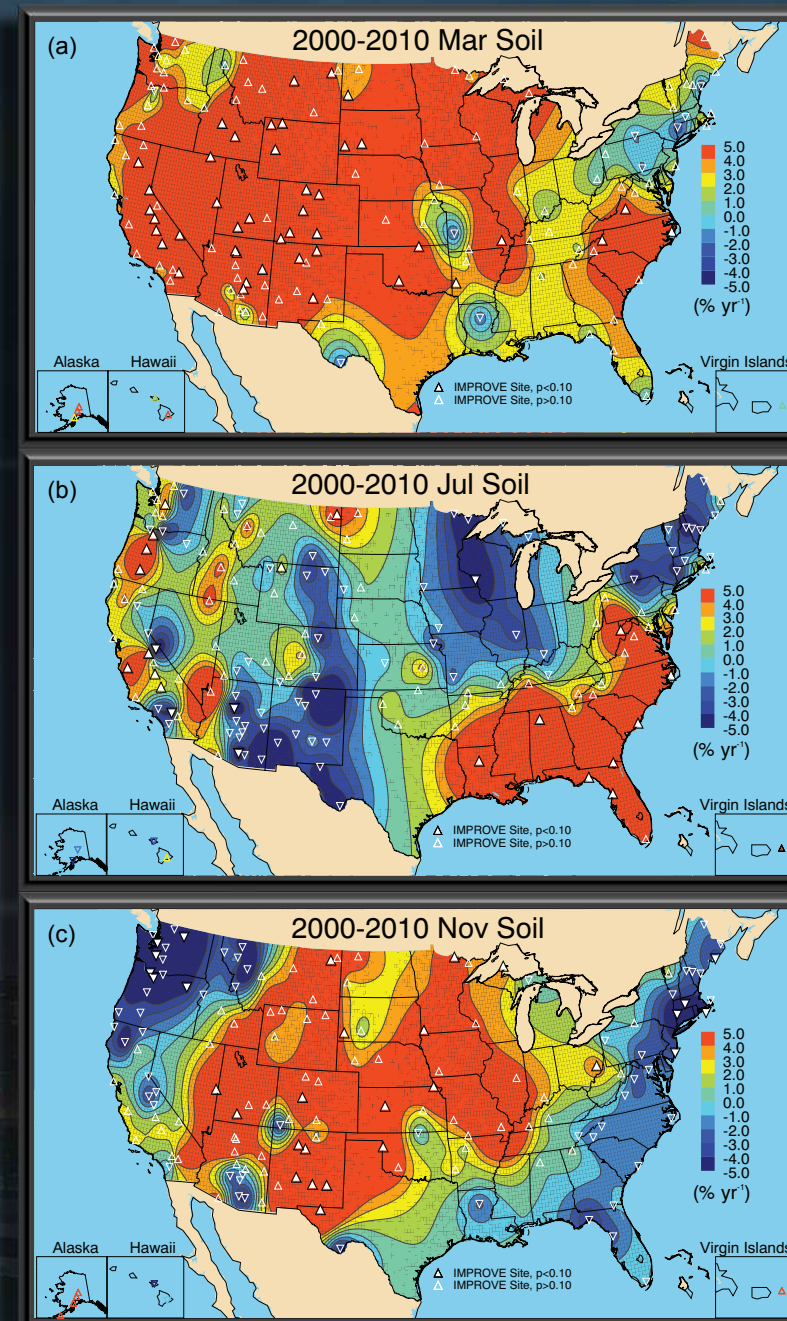 (a)
2000-2010 Mar Soil
5.0
4.0
3.0
2.0
1.0
0.0
-1.0
-2.0
-3.0
-4.0
-5.0
(% yr⁻¹)
Alaska
Hawaii
Virgin Islands
IMPROVE Site, p<0.10
IMPROVE Site, p>0.10
(b)
2000-2010 Jul Soil
5.0
4.0
3.0
2.0
1.0
0.0
-1.0
-2.0
-3.0
-4.0
-5.0
(% yr⁻¹)
Alaska
Hawaii
Virgin Islands
IMPROVE Site, p<0.10
IMPROVE Site, p>0.10
(c)
2000-2010 Nov Soil
5.0
4.0
3.0
2.0
1.0
0.0
-1.0
-2.0
-3.0
-4.0
-5.0
(% yr⁻¹)
Alaska
Hawaii
Virgin Islands
IMPROVE Site, p<0.10
IMPROVE Site, p>0.10